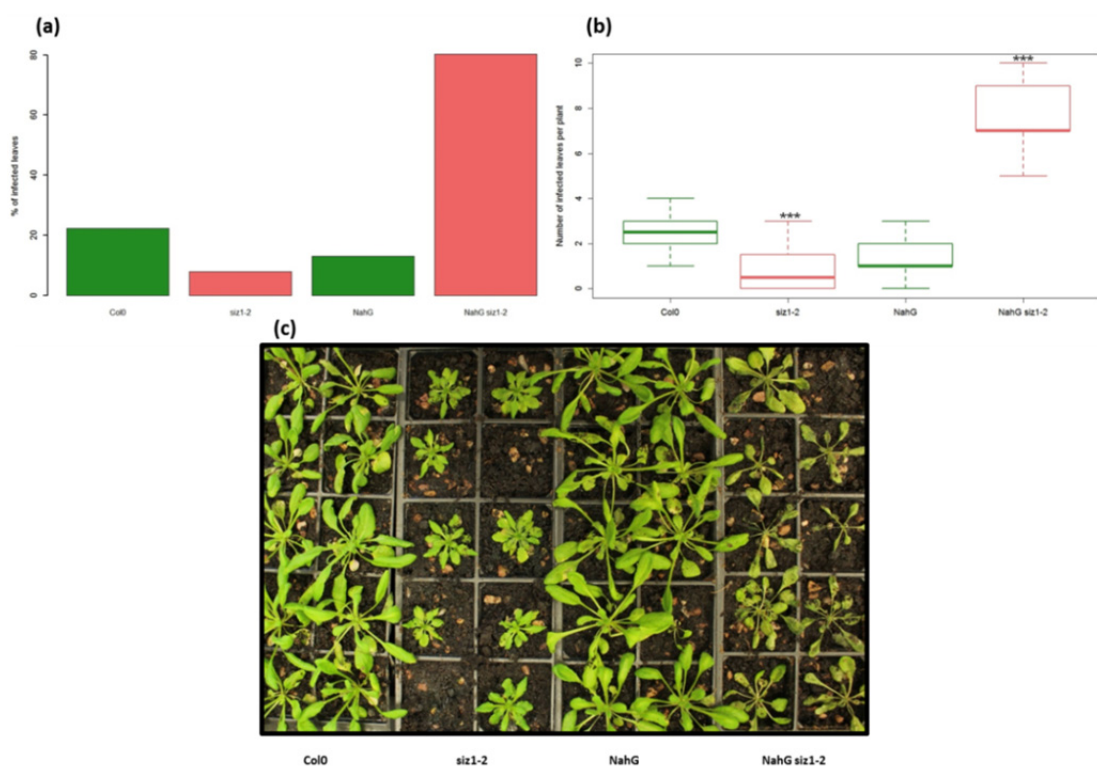 (a)
(b)
% of infected leaves
80
60
40
20
0
Col0 siz1-2 NahG NahG siz1-2
Number of infected leaves per plant
10
8
6
4
2
0
***
***
Col0 siz1-2 NahG NahG siz1-2
(c)
Col0 siz1-2 NahG NahG siz1-2